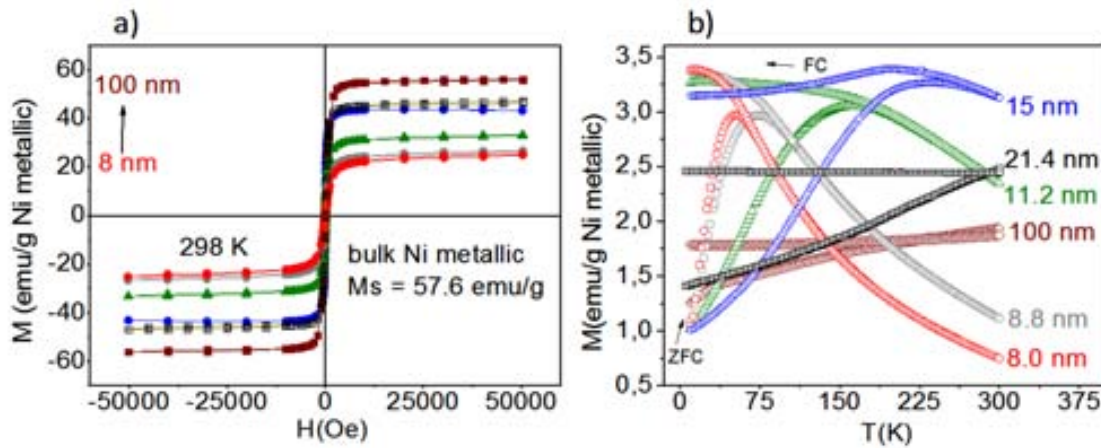 a)
M (emu/g Ni metallic)
60
40
20
0
-20
-40
-60
100 nm
8 nm
298 K
bulk Ni metallic
Ms = 57.6 emu/g
-50000 -25000 0 25000 50000
H(Oe)
b)
M(emu/g Ni metallic)
3,5
3,0
2,5
2,0
1,5
1,0
0,5
FC
15 nm
21.4 nm
11.2 nm
100 nm
8.8 nm
8.0 nm
ZFC
0 75 150 225 300 375
T(K)